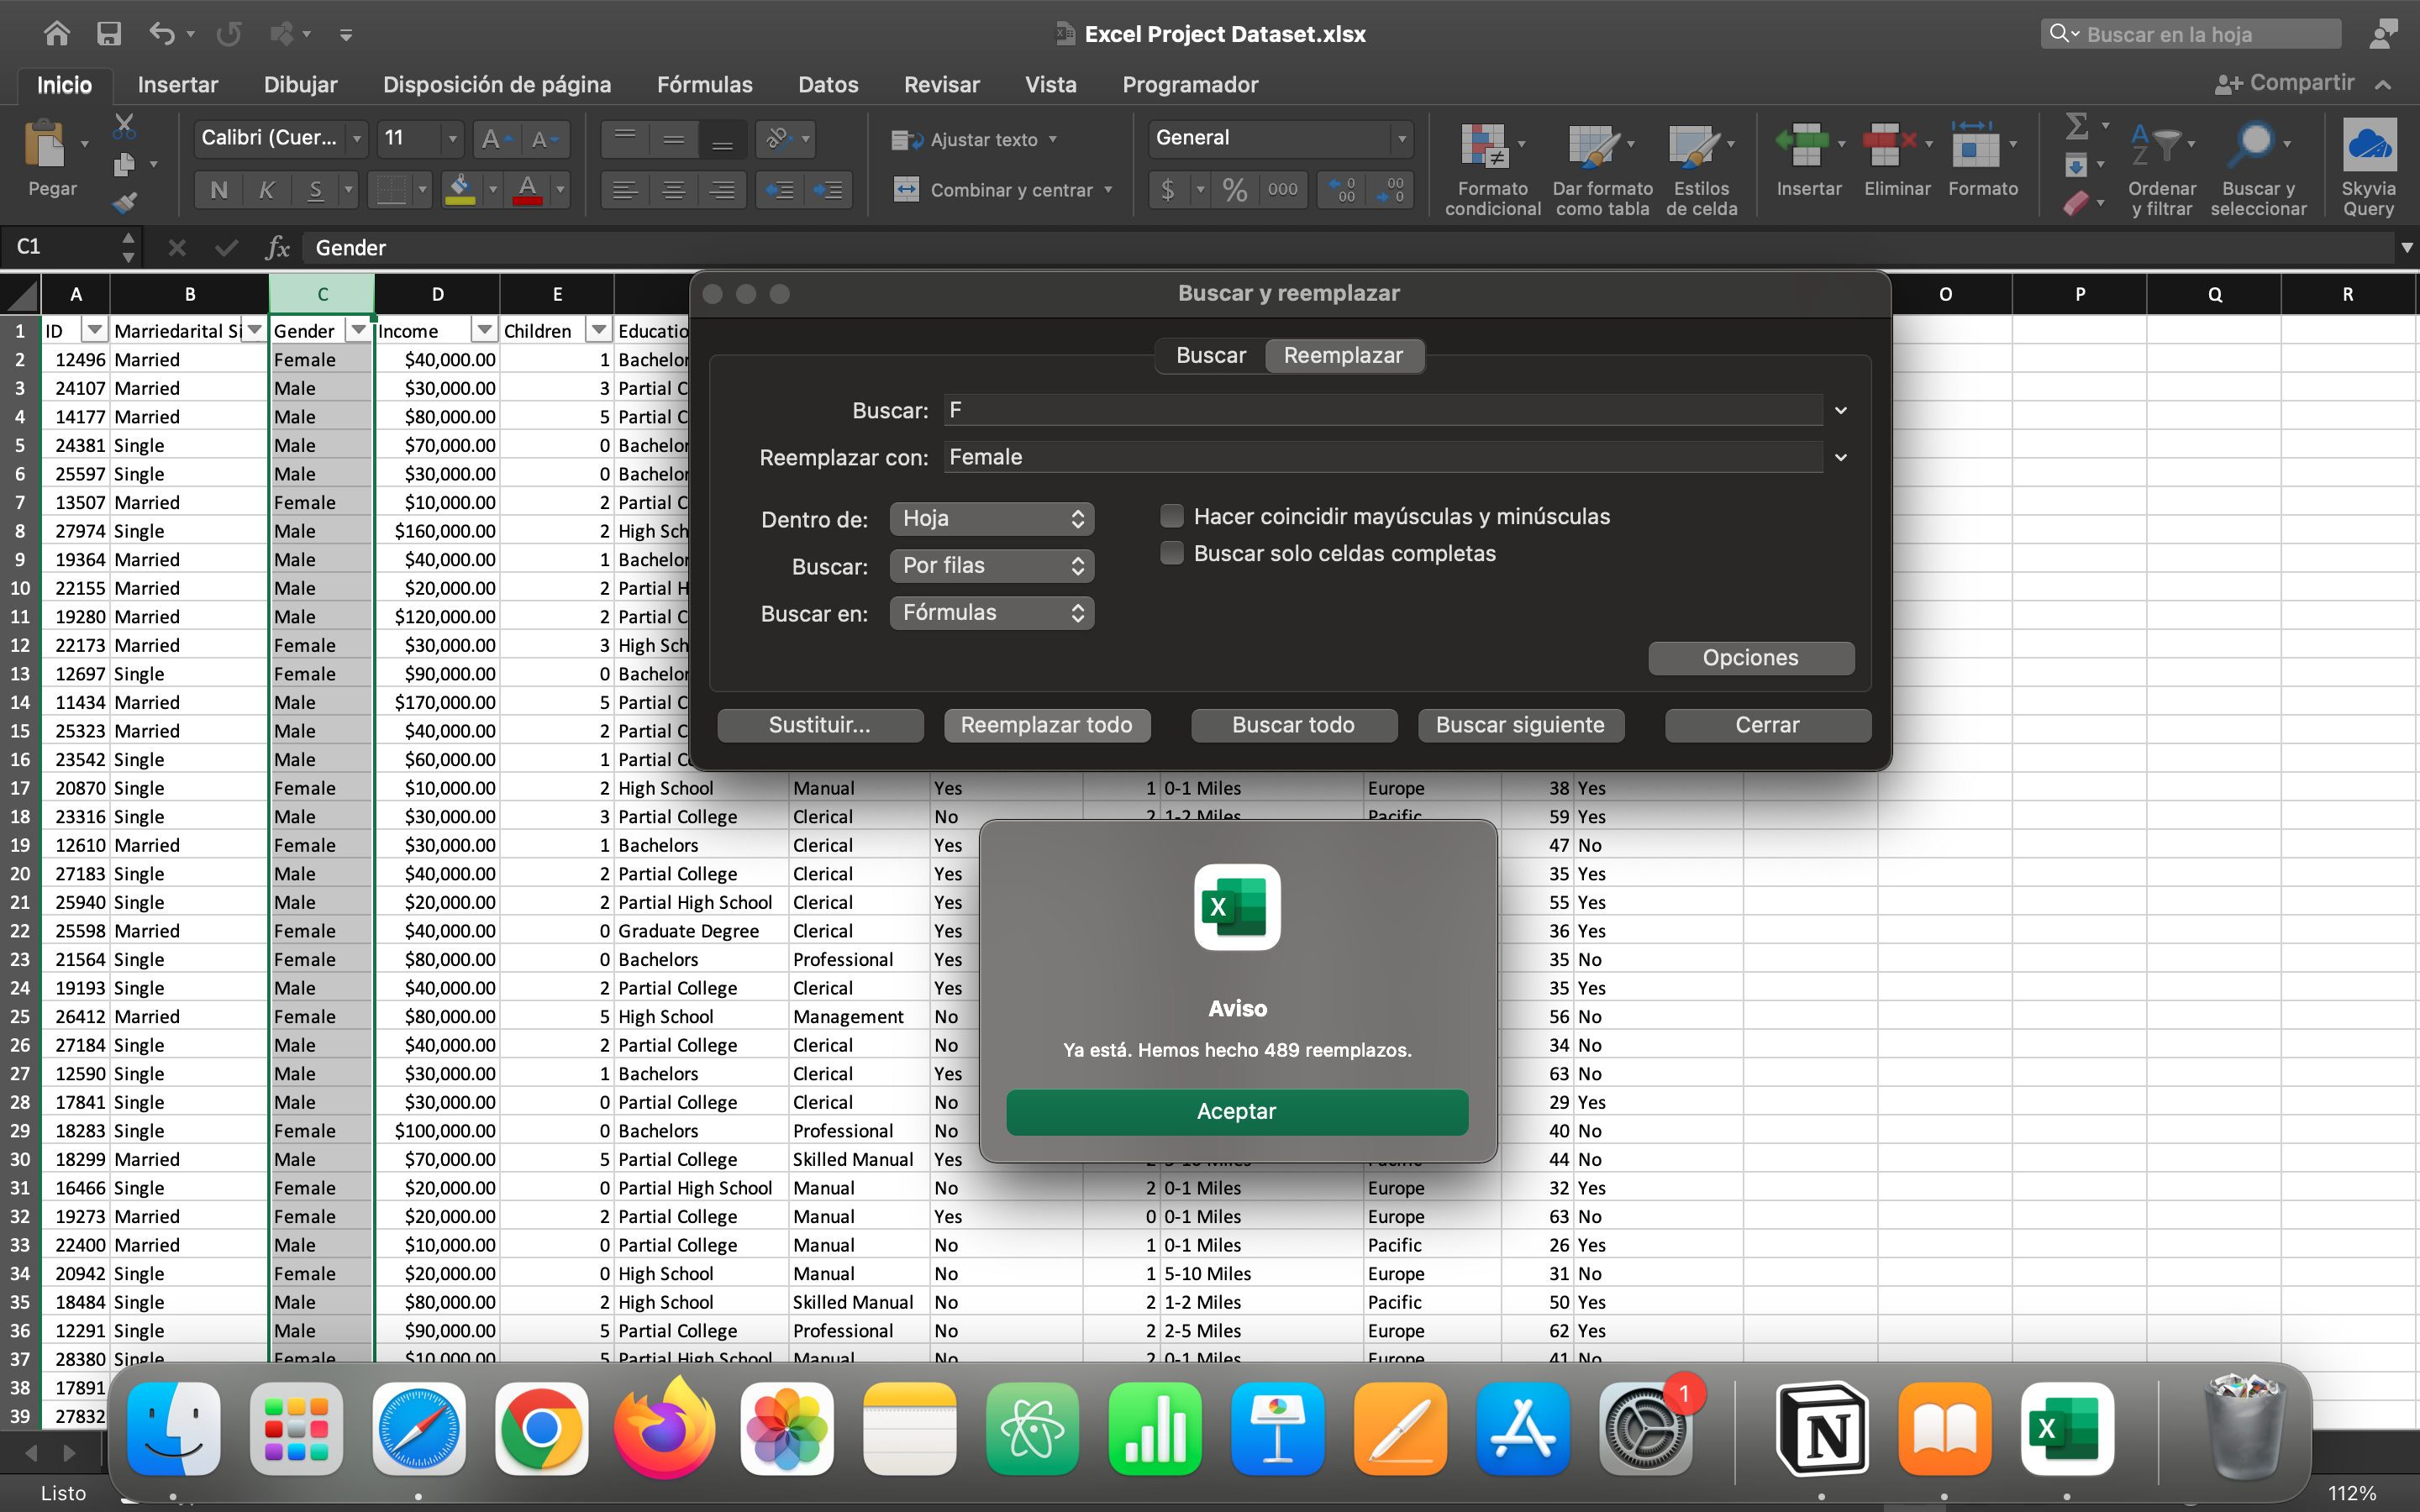 Excel Project Dataset.xlsx
Buscar en la hoja
Inicio Insertar Dibujar Disposición de página Fórmulas Datos Revisar Vista Programador Compartir
Calibri (Cuer... 11 Ajustar texto General
Pegar N K S Combinar y centrar $ % 000
Formato condicional Dar formato como tabla Estilos de celda Insertar Eliminar Formato Ordenar y filtrar Buscar y seleccionar Skyvia Query
C1 fx Gender
A B C D E O P Q R
1 ID Marriedarital Si Gender Income Children Educatio
2 12496 Married Female $40,000.00 1 Bachelor
3 24107 Married Male $30,000.00 3 Partial C
4 14177 Married Male $80,000.00 5 Partial C
5 24381 Single Male $70,000.00 0 Bachelor
6 25597 Single Male $30,000.00 0 Bachelor
7 13507 Married Female $10,000.00 2 Partial C
8 27974 Single Male $160,000.00 2 High Sch
9 19364 Married Male $40,000.00 1 Bachelor
10 22155 Married Male $20,000.00 2 Partial H
11 19280 Married Male $120,000.00 2 Partial C
12 22173 Married Female $30,000.00 3 High Sch
13 12697 Single Female $90,000.00 0 Bachelor
14 11434 Married Male $170,000.00 5 Partial C
15 25323 Married Male $40,000.00 2 Partial C
16 23542 Single Male $60,000.00 1 Partial C
Buscar y reemplazar
Buscar Reemplazar
Buscar: F
Reemplazar con: Female
Dentro de: Hoja Hacer coincidir mayúsculas y minúsculas
Buscar: Por filas Buscar solo celdas completas
Buscar en: Fórmulas
Opciones
Sustituir... Reemplazar todo Buscar todo Buscar siguiente Cerrar
17 20870 Single Female $10,000.00 2 High School Manual Yes 1 0-1 Miles Europe 38 Yes
18 23316 Single Male $30,000.00 3 Partial College Clerical No 2 1-2 Miles Pacific 59 Yes
19 12610 Married Female $30,000.00 1 Bachelors Clerical Yes 47 No
20 27183 Single Male $40,000.00 2 Partial College Clerical Yes 35 Yes
21 25940 Single Male $20,000.00 2 Partial High School Clerical Yes 55 Yes
22 25598 Married Female $40,000.00 0 Graduate Degree Clerical Yes 36 Yes
23 21564 Single Female $80,000.00 0 Bachelors Professional Yes 35 No
24 19193 Single Male $40,000.00 2 Partial College Clerical Yes 35 Yes
25 26412 Married Female $80,000.00 5 High School Management No 56 No
26 27184 Single Male $40,000.00 2 Partial College Clerical No 34 No
27 12590 Single Male $30,000.00 1 Bachelors Clerical Yes 63 No
28 17841 Single Male $30,000.00 0 Partial College Clerical No 29 Yes
29 18283 Single Female $100,000.00 0 Bachelors Professional No 40 No
30 18299 Married Male $70,000.00 5 Partial College Skilled Manual Yes 44 No
31 16466 Single Female $20,000.00 0 Partial High School Manual No 2 0-1 Miles Europe 32 Yes
32 19273 Married Female $20,000.00 2 Partial College Manual Yes 0 0-1 Miles Europe 63 No
33 22400 Married Male $10,000.00 0 Partial College Manual No 1 0-1 Miles Pacific 26 Yes
34 20942 Single Female $20,000.00 0 High School Manual No 1 5-10 Miles Europe 31 No
35 18484 Single Male $80,000.00 2 High School Skilled Manual No 2 1-2 Miles Pacific 50 Yes
36 12291 Single Male $90,000.00 5 Partial College Professional No 2 2-5 Miles Europe 62 Yes
37 28380 Single Female $10,000.00 5 Partial High School Manual No 2 0-1 Miles Europe 41 No
38 17891
39 27832
Aviso
Ya está. Hemos hecho 489 reemplazos.
Aceptar
1
Listo 112%